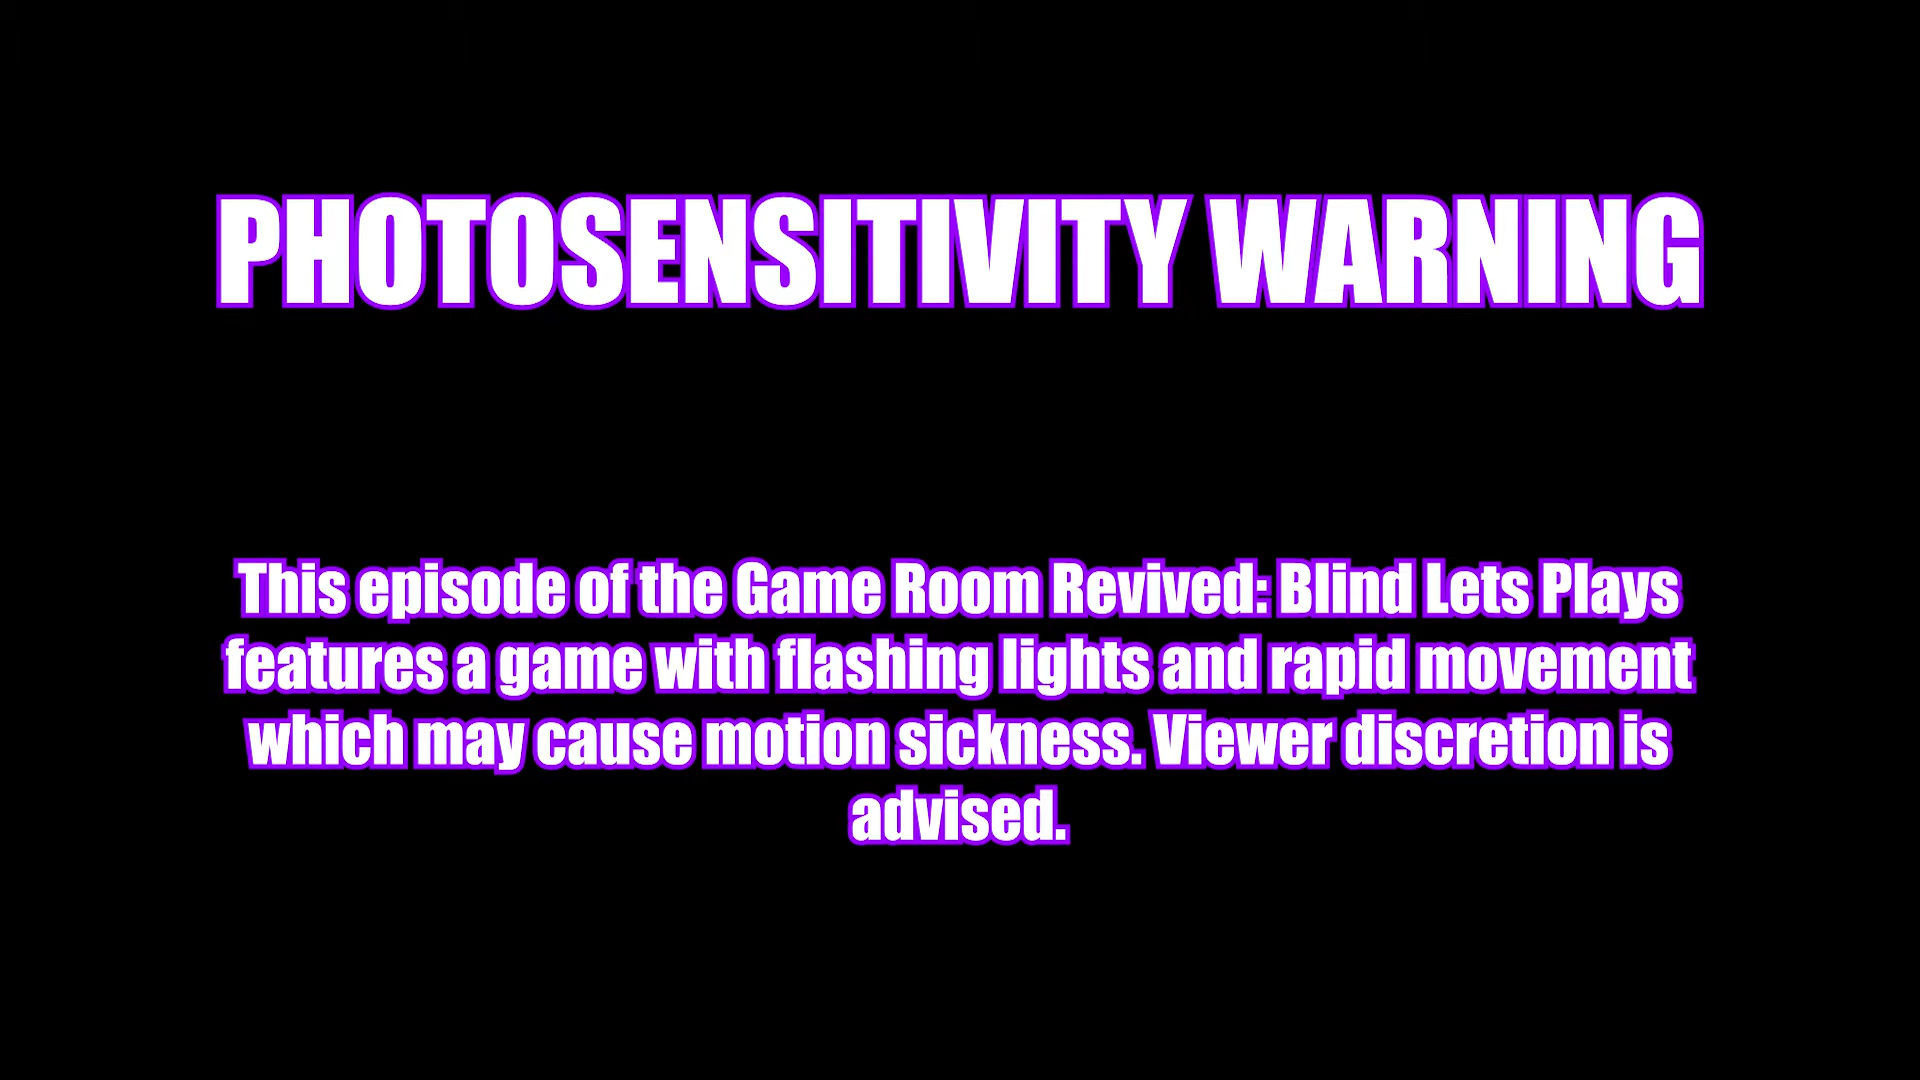 PHOTOSENSITIVITY WARNING
This episode of the Game Room Revived: Blind Lets Plays
features a game with flashing lights and rapid movement
which may cause motion sickness. Viewer discretion is
advised.